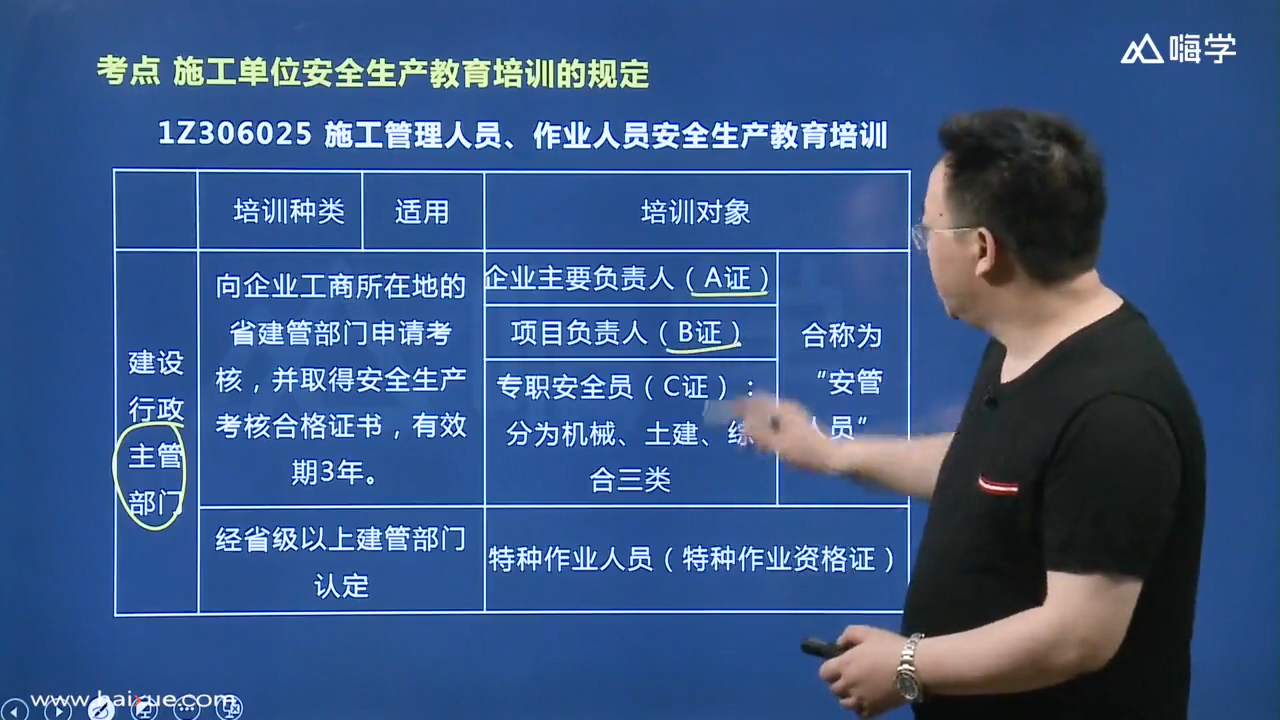 嗨学
考点 施工单位安全生产教育培训的规定
1Z306025 施工管理人员、作业人员安全生产教育培训
培训种类
适用
培训对象
建设
行政
主管
部门
向企业工商所在地的
省建管部门申请考
核，并取得安全生产
考核合格证书，有效
期3年。
企业主要负责人（A证）
项目负责人（B证）
专职安全员（C证）：
分为机械、土建、综
合三类
合称为
“安管
人员”
经省级以上建管部门
认定
特种作业人员（特种作业资格证）
www.haixue.com